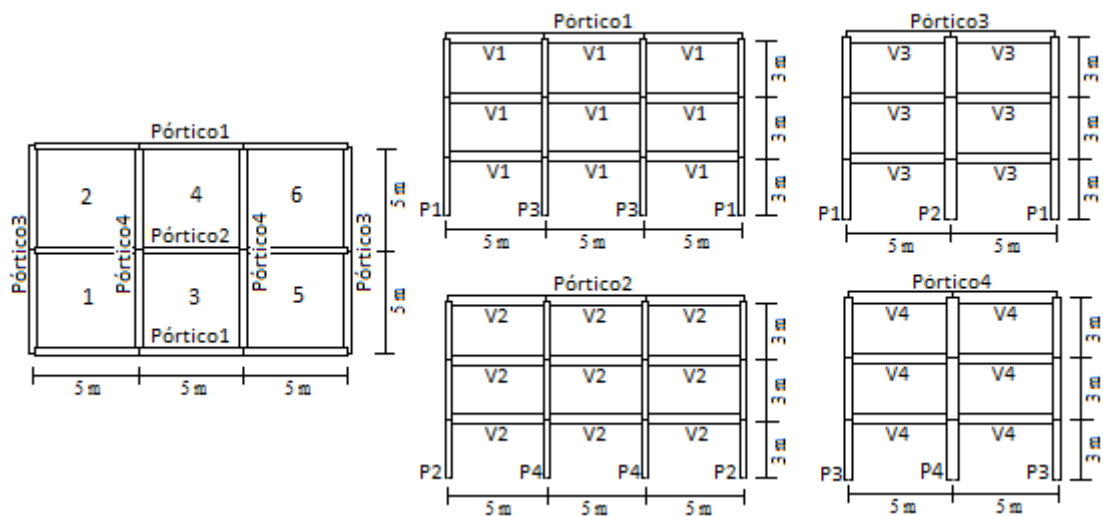 Pórtico1
2 4 6
Pórtico3
Pórtico4
Pórtico2
Pórtico4
Pórtico3
1 3 5
Pórtico1
5 m
5 m
5 m 5 m 5 m
Pórtico1
V1 V1 V1
V1 V1 V1
V1 V1 V1
P1 P3 P3 P1
3 m
3 m
3 m
5 m 5 m 5 m
Pórtico3
V3 V3
V3 V3
V3 V3
P1 P2 P1
3 m
3 m
3 m
5 m 5 m
Pórtico2
V2 V2 V2
V2 V2 V2
V2 V2 V2
P2 P4 P4 P2
3 m
3 m
3 m
5 m 5 m 5 m
Pórtico4
V4 V4
V4 V4
V4 V4
P3 P4 P3
3 m
3 m
3 m
5 m 5 m